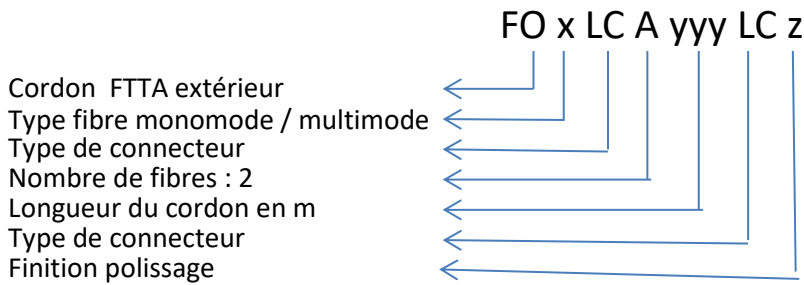 FO x LC A yyy LC z
Cordon FTTA extérieur
Type fibre monomode / multimode
Type de connecteur
Nombre de fibres : 2
Longueur du cordon en m
Type de connecteur
Finition polissage